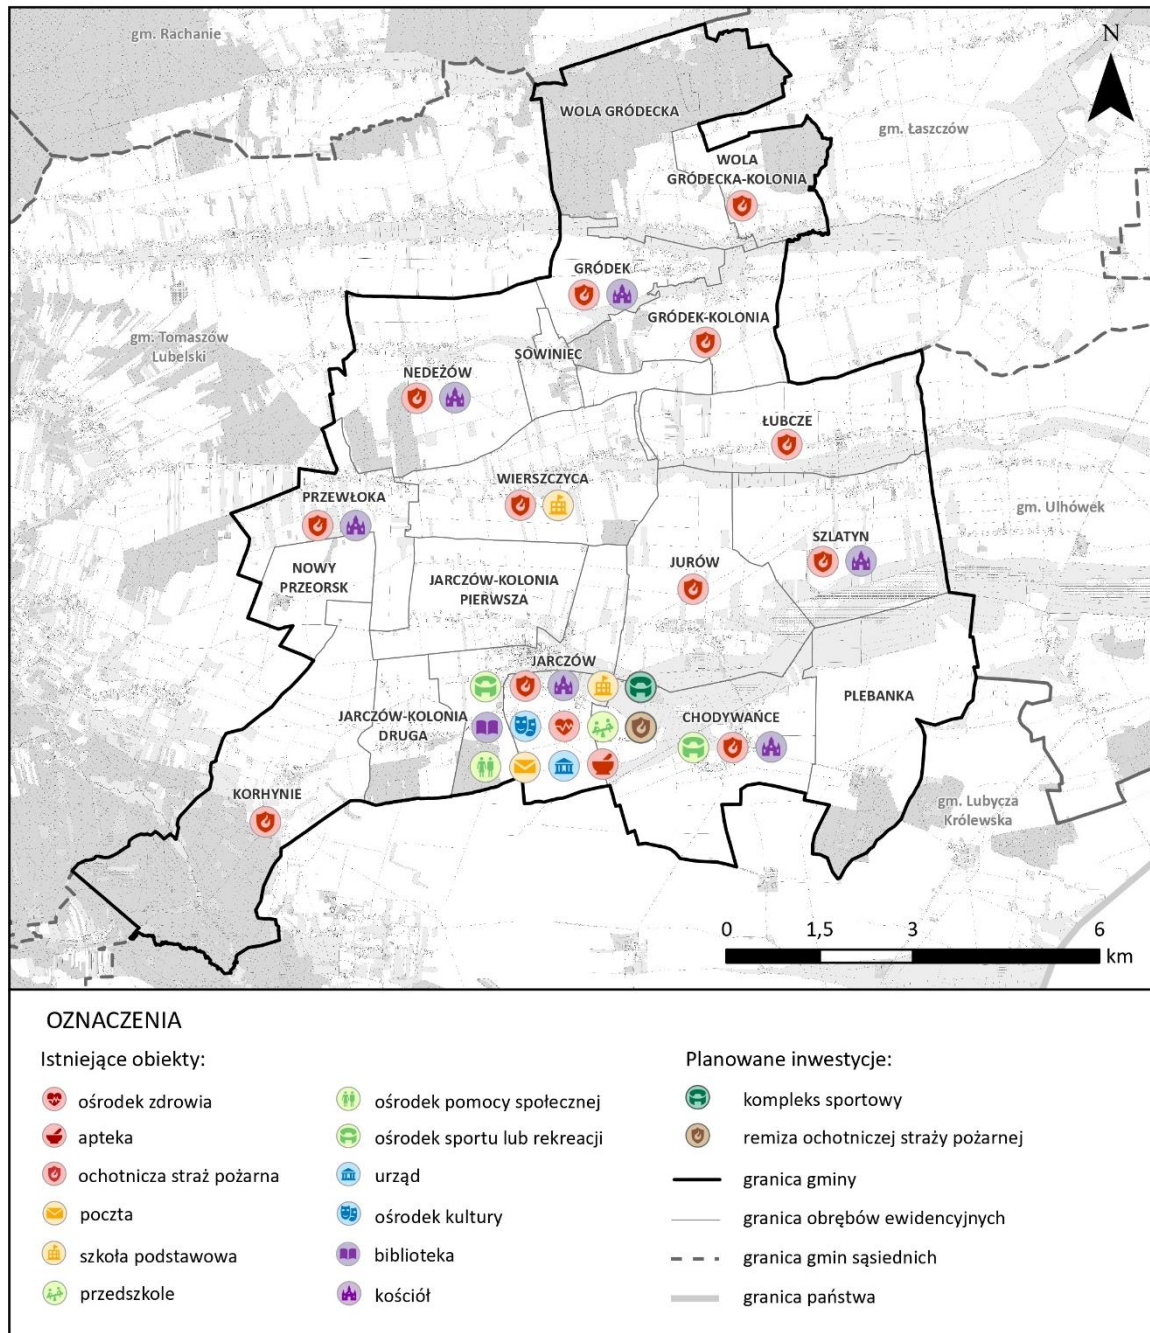 gm. Rachanie
N
WOLA GRÓDECKA
gm. Łaszczów
WOLA
GRÓDECKA-KOLONIA
GRÓDEK
GRÓDEK-KOLONIA
gm. Tomaszów
Lubelski
SOWINIEC
NEDEŻÓW
ŁUBCZE
WIERSZCZYCA
PRZEWŁOKA
gm. Ulhówek
SZLATYN
NOWY
PRZEORSK
JARCZÓW-KOLONIA
PIERWSZA
JURÓW
JARCZÓW
PLEBANKA
JARCZÓW-KOLONIA
DRUGA
CHODYWAŃCE
KORHYNIE
gm. Lubycza
Królewska
0 1,5 3 6
km
OZNACZENIA
Istniejące obiekty:
ośrodek zdrowia
apteka
ochotnicza straż pożarna
poczta
szkoła podstawowa
przedszkole
ośrodek pomocy społecznej
ośrodek sportu lub rekreacji
urząd
ośrodek kultury
biblioteka
kościół
Planowane inwestycje:
kompleks sportowy
remiza ochotniczej straży pożarnej
granica gminy
granica obrębów ewidencyjnych
granica gmin sąsiednich
granica państwa